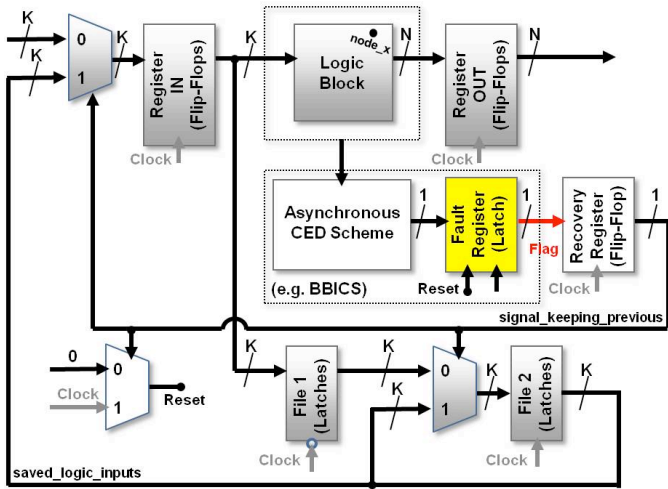 K
0
K
1
K
Register
IN
(Flip-Flops)
Clock
K
node_x
Logic
Block
N
Register
OUT
(Flip-Flops)
Clock
N
Asynchronous
CED Scheme
(e.g. BBICS)
1
Fault
Register
(Latch)
Reset
1
Flag
Recovery
Register
(Flip-Flop)
Clock
1
signal_keeping_previous
0
Clock
0
1
Reset
K
File 1
(Latches)
Clock
K
K
0
1
K
File 2
(Latches)
Clock
K
saved_logic_inputs